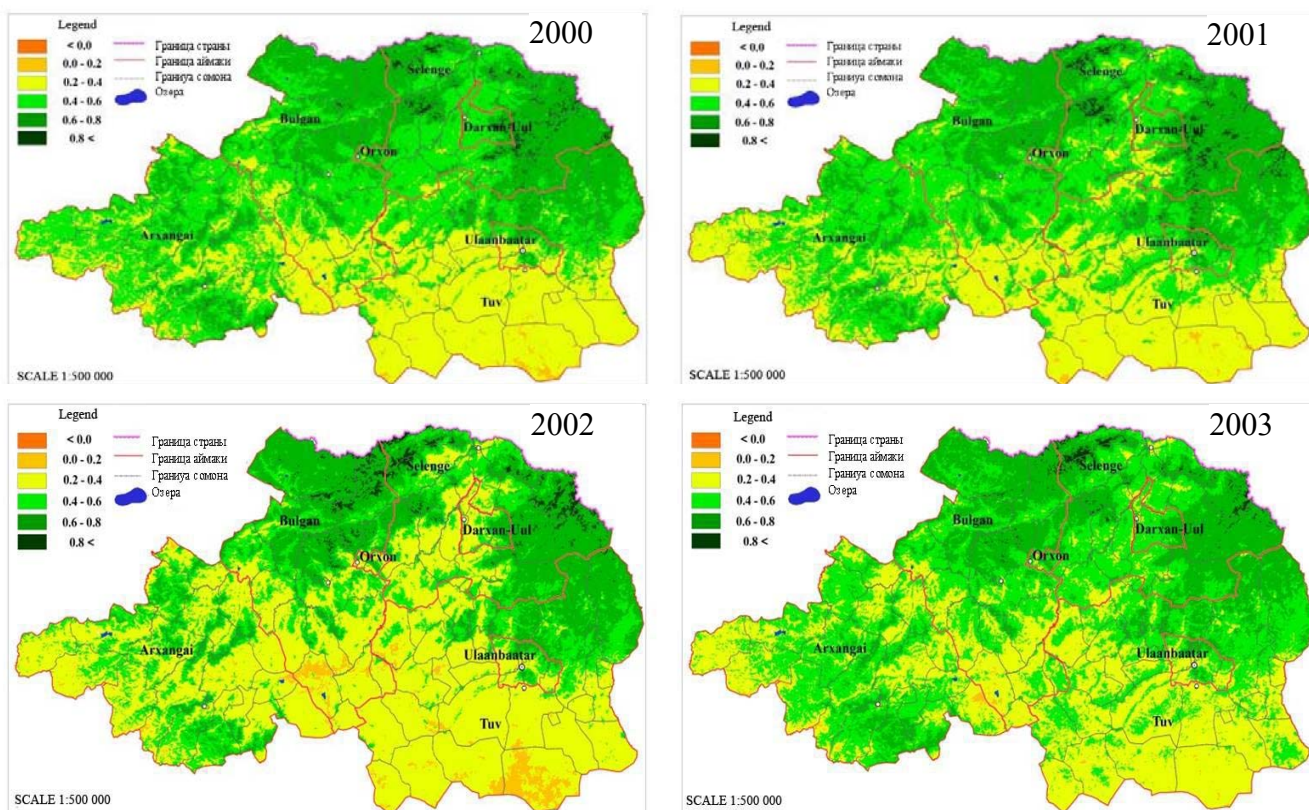 Legend
2000
< 0.0
Граница страны
0.0 - 0.2
Граница аймаки
0.2 - 0.4
Граниуа сомона
0.4 - 0.6
Озера
0.6 - 0.8
0.8 <
Selenge
Bulgan
Darxan-Uul
Orxon
Arxangai
Ulaanbaatar
Tuv
SCALE 1:500 000
Legend
2001
< 0.0
Граница страны
0.0 - 0.2
Граница аймаки
0.2 - 0.4
Граниуа сомона
0.4 - 0.6
Озера
0.6 - 0.8
0.8 <
Selenge
Bulgan
Darxan-Uul
Orxon
Arxangai
Ulaanbaatar
Tuv
SCALE 1:500 000
Legend
2002
< 0.0
Граница страны
0.0 - 0.2
Граница аймаки
0.2 - 0.4
Граниуа сомона
0.4 - 0.6
Озера
0.6 - 0.8
0.8 <
Selenge
Bulgan
Darxan-Uul
Orxon
Arxangai
Ulaanbaatar
Tuv
SCALE 1:500 000
Legend
2003
< 0.0
Граница страны
0.0 - 0.2
Граница аймаки
0.2 - 0.4
Граниуа сомона
0.4 - 0.6
Озера
0.6 - 0.8
0.8 <
Selenge
Bulgan
Darxan-Uul
Orxon
Arxangai
Ulaanbaatar
Tuv
SCALE 1:500 000